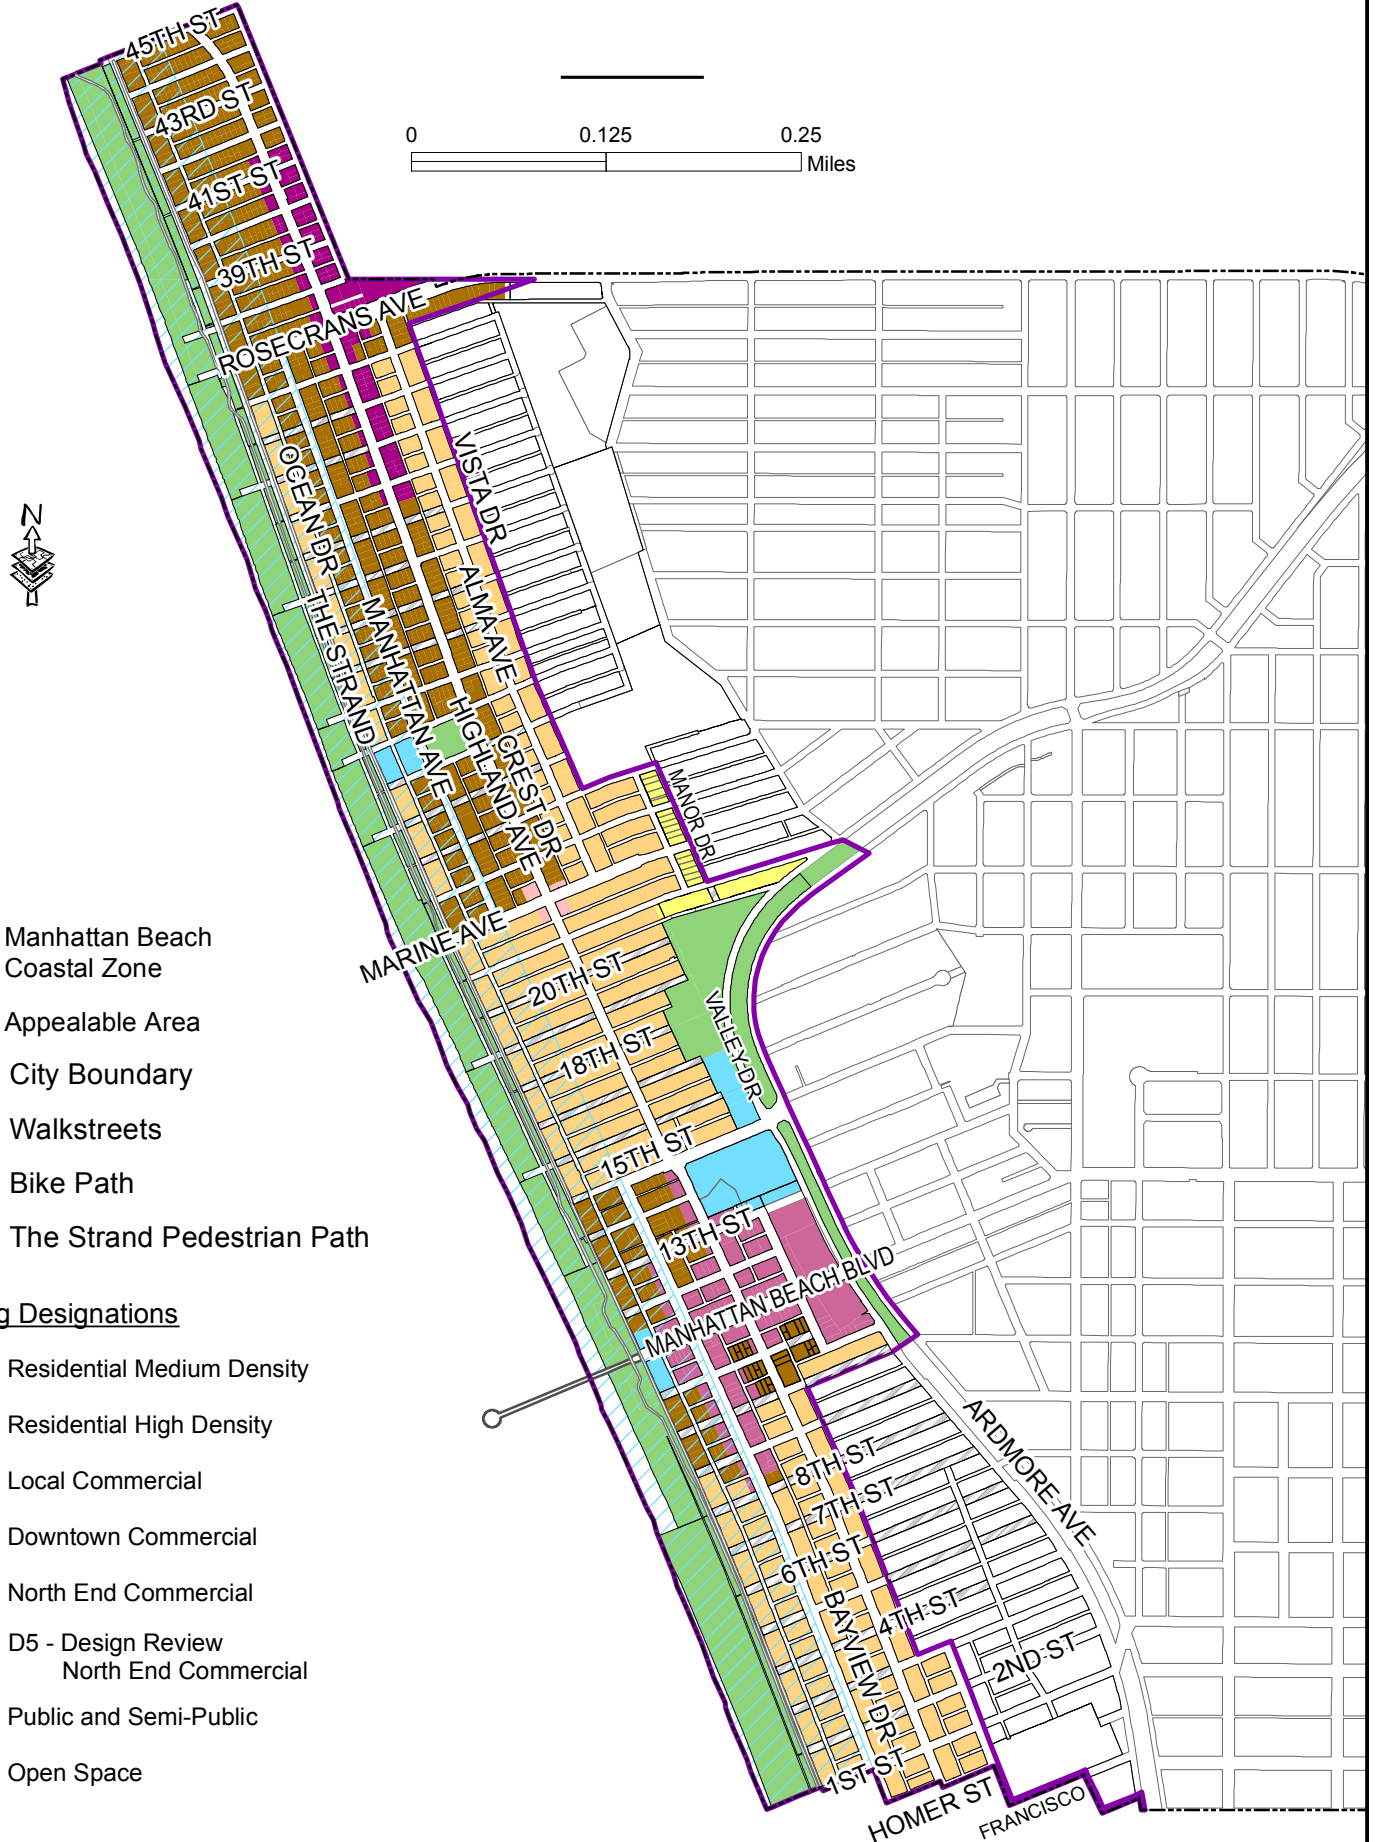 45TH ST
43RD ST
41ST ST
39TH ST
0 0.125 0.25
Miles
ROSECRANS AVE
N
OCEAN DR
THE STRAND
MANHATTAN AVE
VISTA DR
ALMA AVE
HIGHLAND AVE
CREST DR
MANOR DR
MARINE AVE
20TH ST
18TH ST
VALLEY DR
15TH ST
13TH ST
MANHATTAN BEACH BLVD
ARDMORE AVE
8TH ST
7TH ST
6TH ST
4TH ST
BAYVIEW DR
2ND ST
1ST ST
HOMER ST
FRANCISCO
Manhattan Beach
Coastal Zone
Appealable Area
City Boundary
Walkstreets
Bike Path
The Strand Pedestrian Path
g Designations
Residential Medium Density
Residential High Density
Local Commercial
Downtown Commercial
North End Commercial
D5 - Design Review
North End Commercial
Public and Semi-Public
Open Space